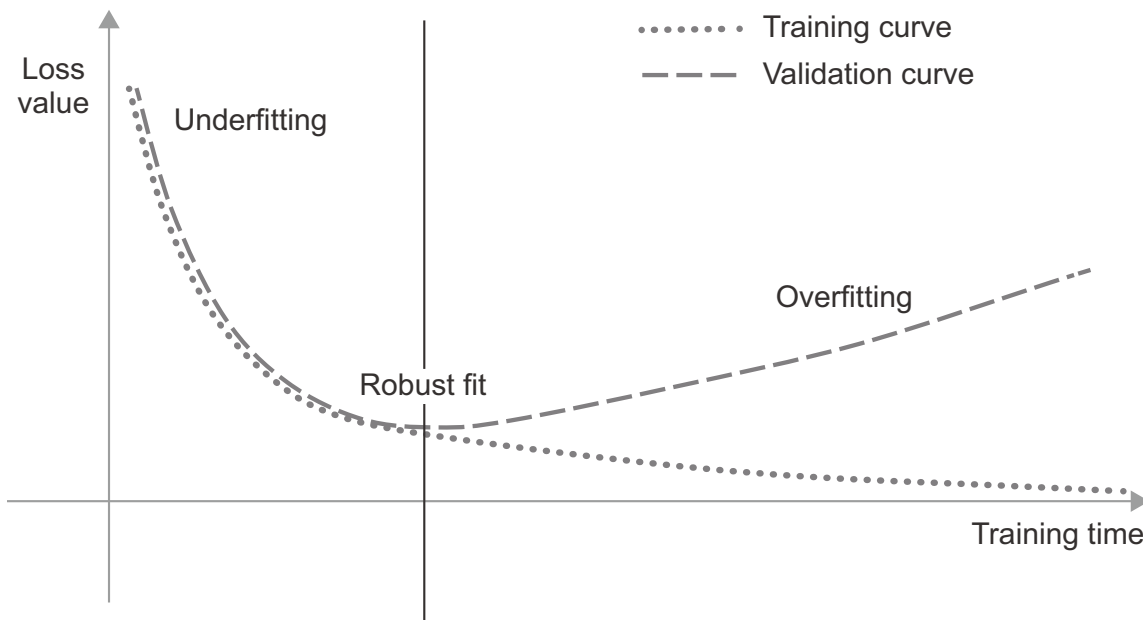 Training curve
Validation curve
Loss
value
Underfitting
Overfitting
Robust fit
Training time